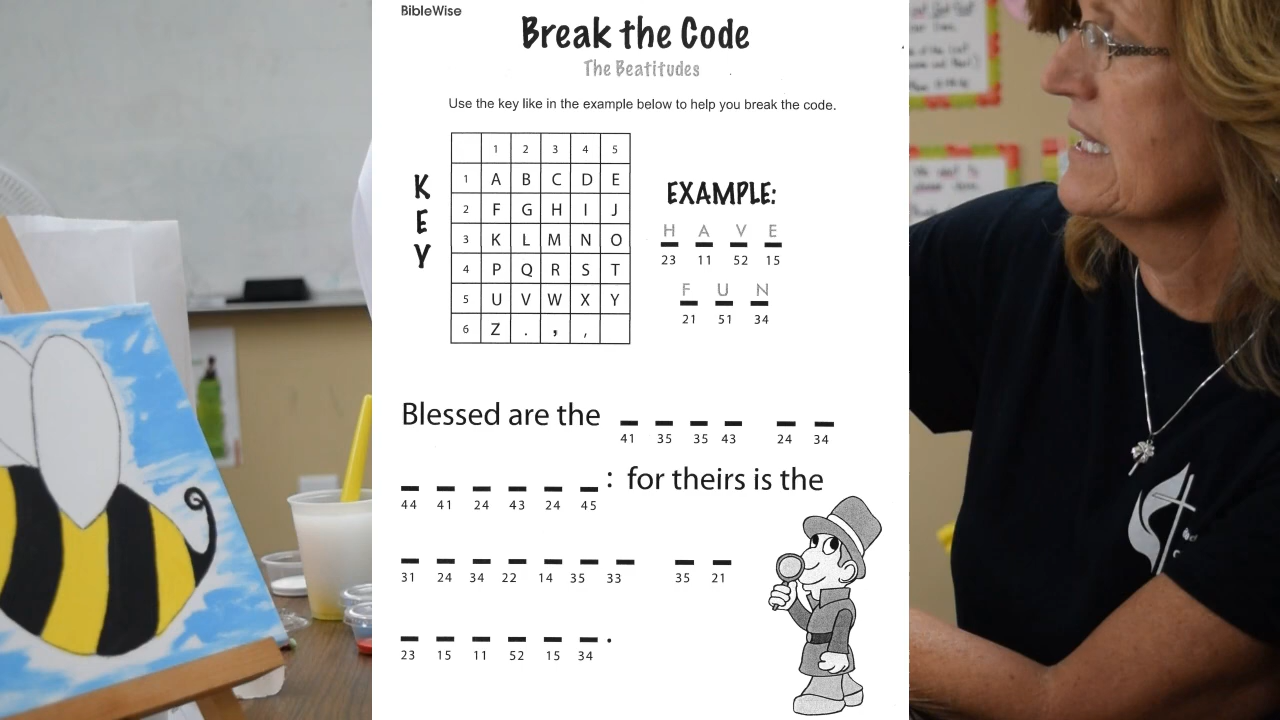 BibleWise
Break the Code
The Beatitudes
Use the key like in the example below to help you break the code.
KEY
1 2 3 4 5
1 A B C D E
2 F G H I J
3 K L M N O
4 P Q R S T
5 U V W X Y
6 Z . , ,
EXAMPLE:
H A V E
23 11 52 15
F U N
21 51 34
Blessed are the _ _ _ _ _ _
41 35 35 43 24 34
_ _ _ _ _ _ : for theirs is the
44 41 24 43 24 45
_ _ _ _ _ _ _ _ _
31 24 34 22 14 35 33 35 21
_ _ _ _ _ _ .
23 15 11 52 15 34